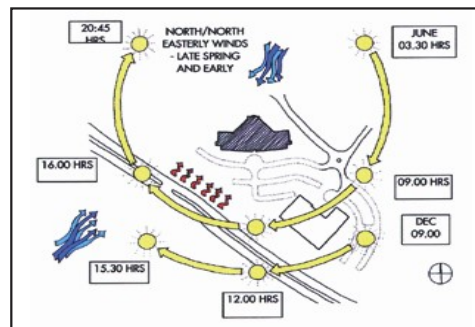 20:45
HRS
NORTH/NORTH
EASTERLY WINDS
- LATE SPRING
AND EARLY
JUNE
03.30 HRS
16.00 HRS
09.00 HRS
DEC
09.00
15.30 HRS
12.00 HRS